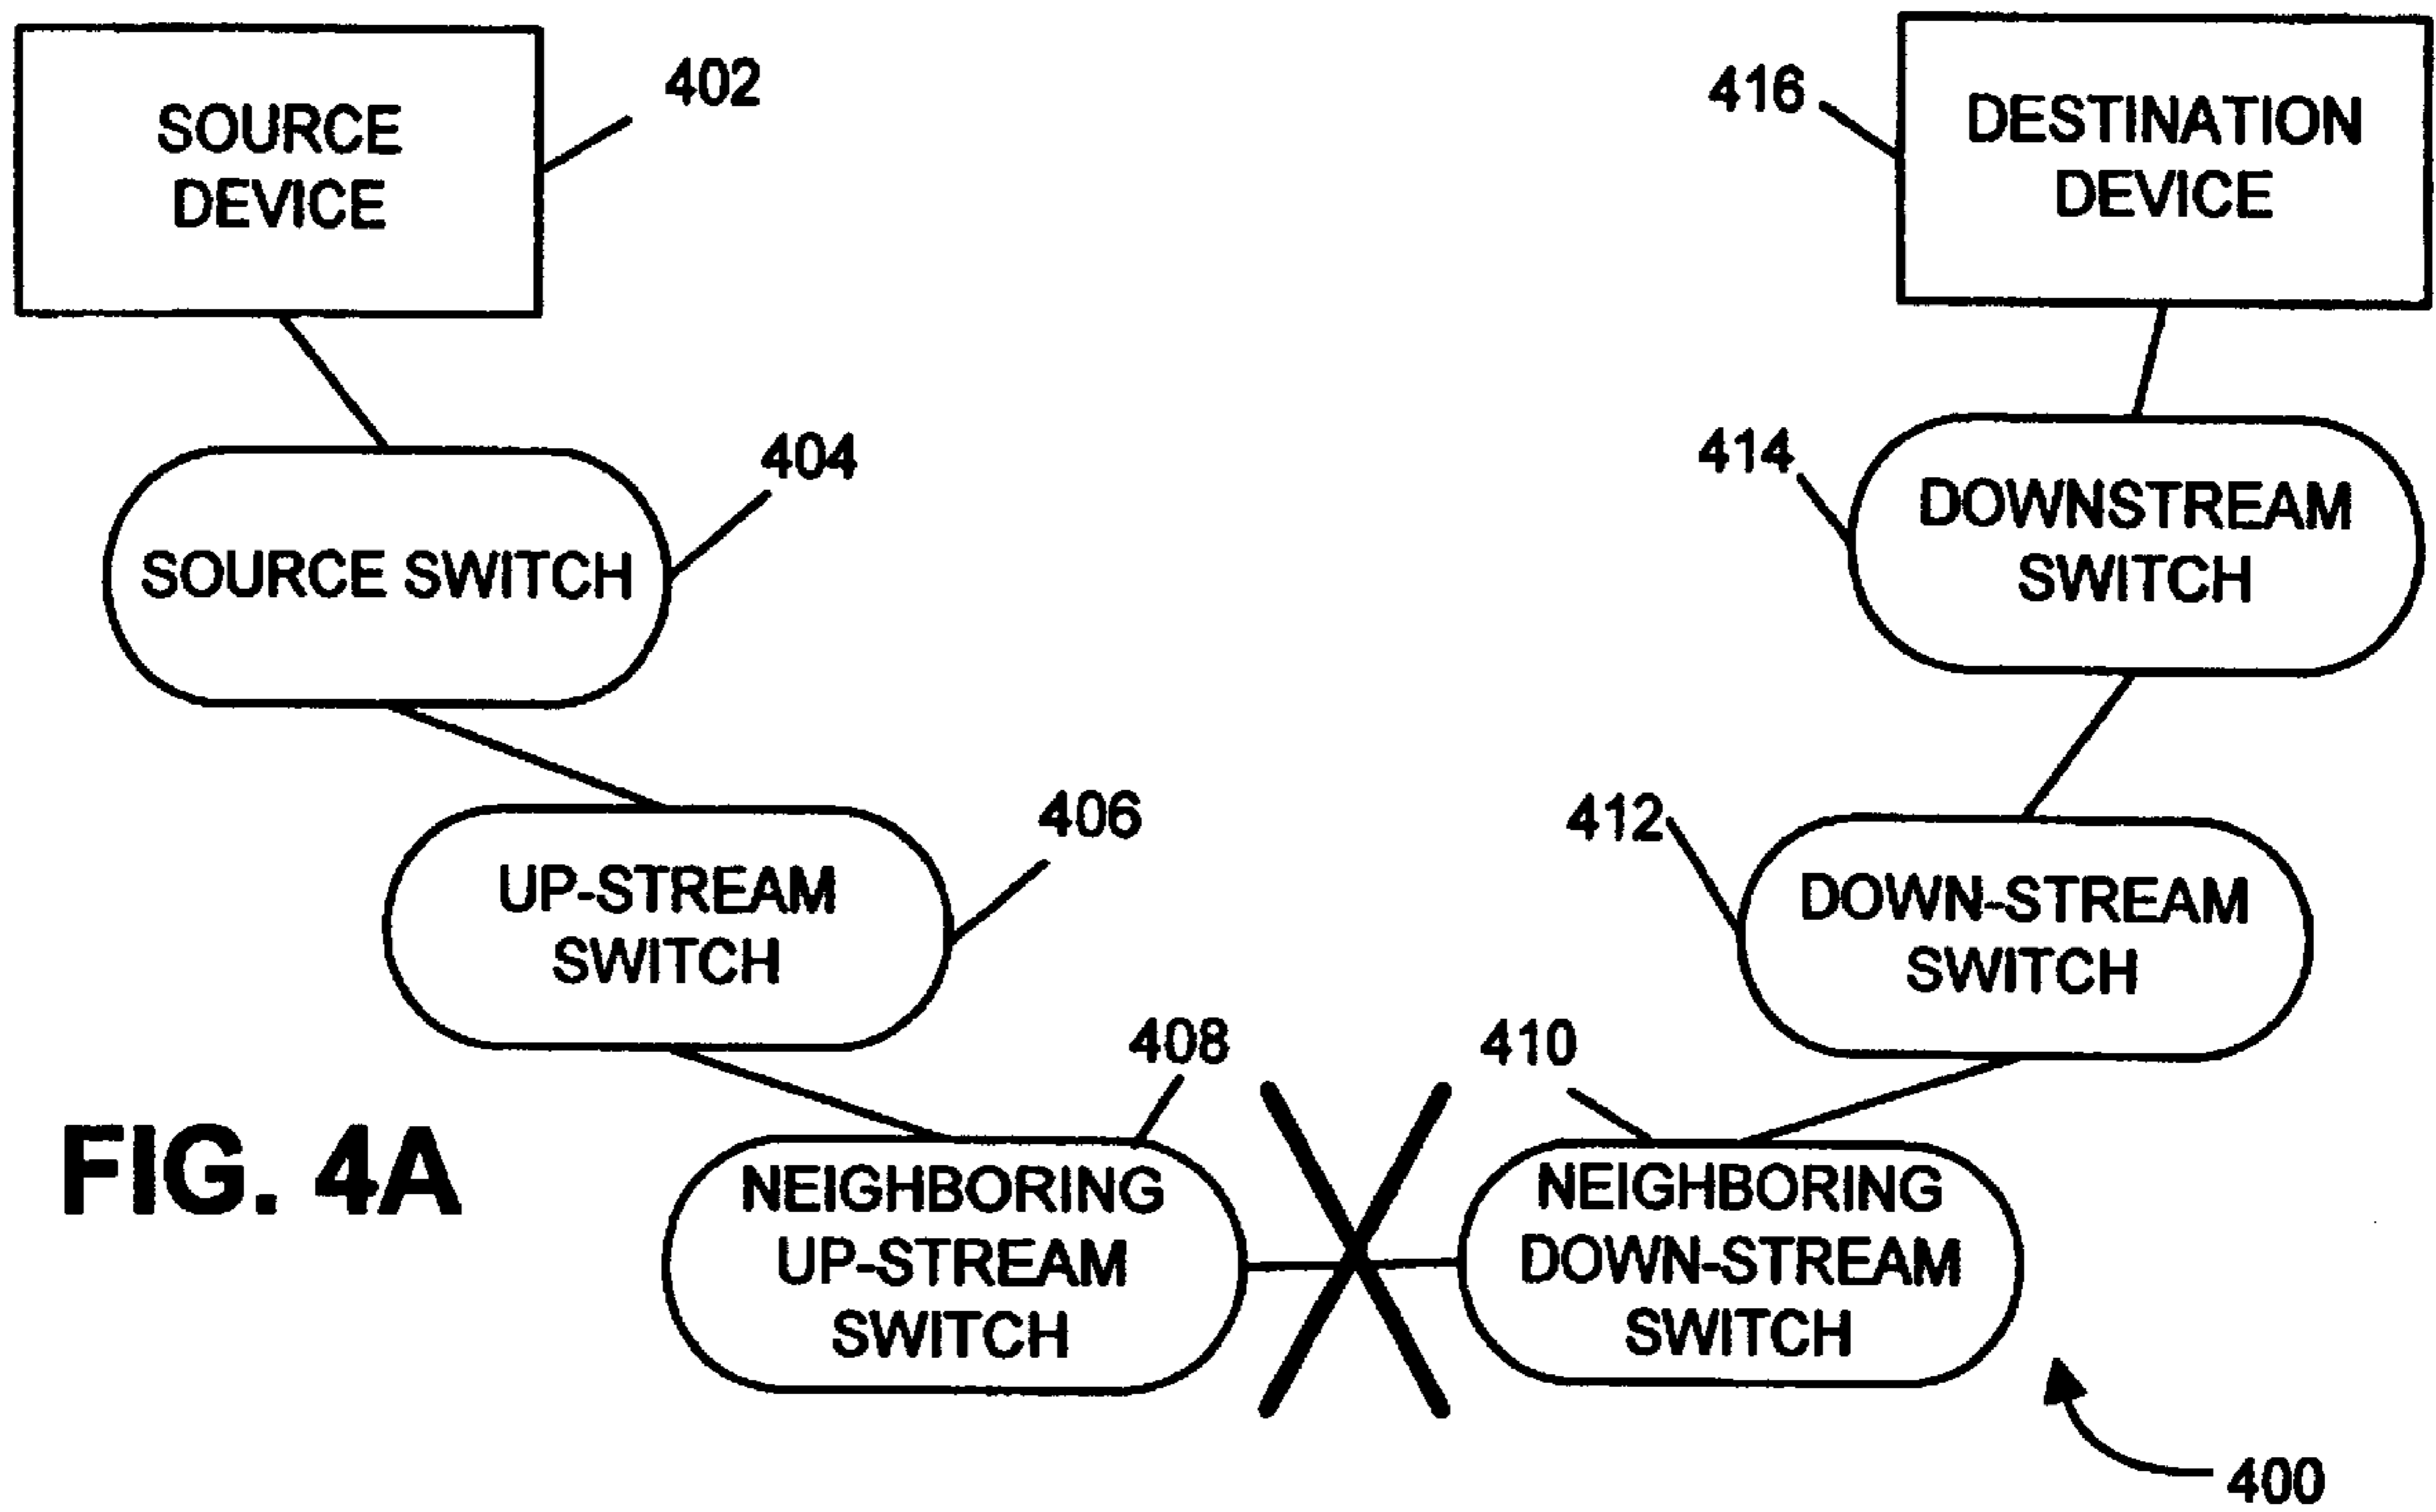 SOURCE
DEVICE
402
416
DESTINATION
DEVICE
404
SOURCE SWITCH
414
DOWNSTREAM
SWITCH
406
UP-STREAM
SWITCH
412
DOWN-STREAM
SWITCH
408
410
FIG. 4A
NEIGHBORING
UP-STREAM
SWITCH
NEIGHBORING
DOWN-STREAM
SWITCH
400